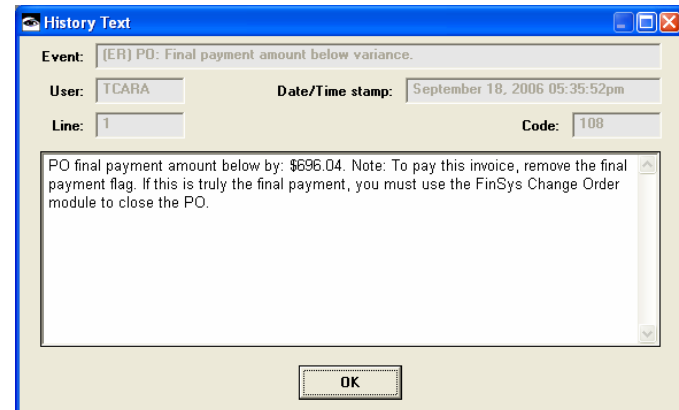 History Text
Event: (ER) PO: Final payment amount below variance.
User: TCARA Date/Time stamp: September 18, 2006 05:35:52pm
Line: 1 Code: 108
PO final payment amount below by: $696.04. Note: To pay this invoice, remove the final
payment flag. If this is truly the final payment, you must use the FinSys Change Order
module to close the PO.
OK